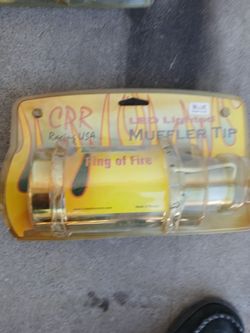 CRR
Racing USA
LED Lighted
MUFFLER TIP
Ring of Fire